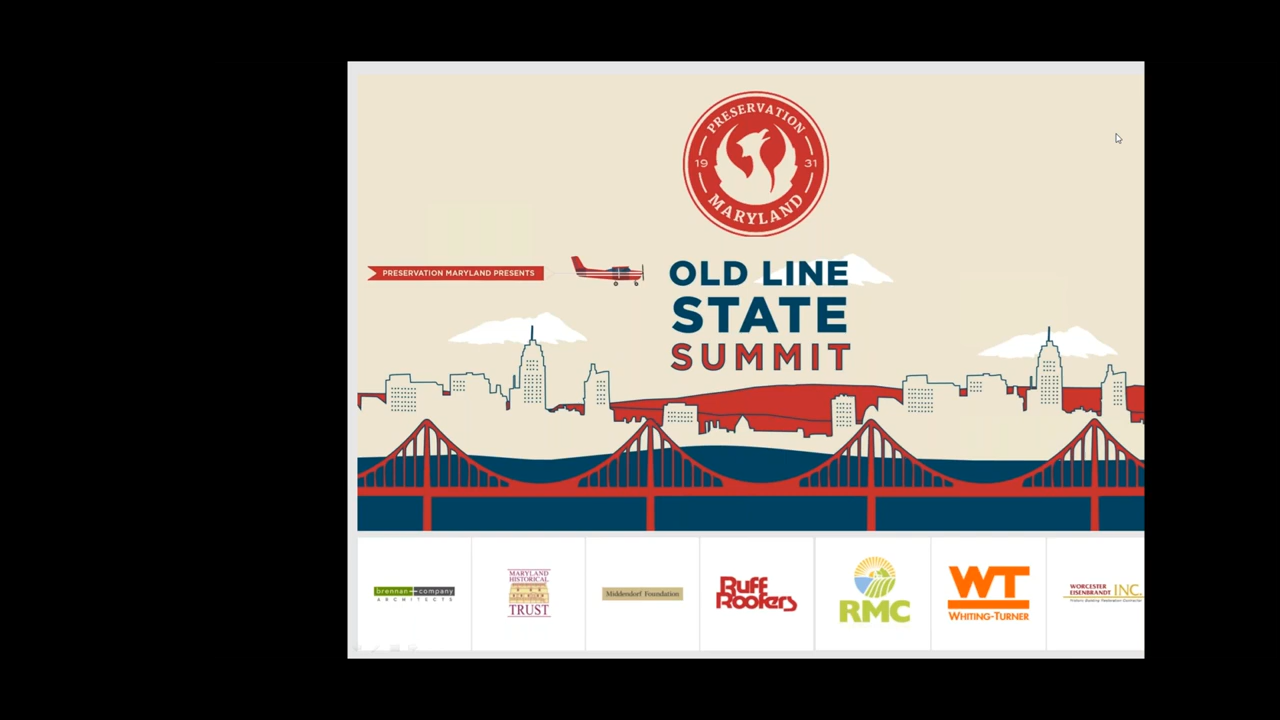 PRESERVATION
19 31
MARYLAND
PRESERVATION MARYLAND PRESENTS
OLD LINE
STATE
SUMMIT
brennan+company
ARCHITECTS
MARYLAND
HISTORICAL
TRUST
Middendorf Foundation
Ruff
Roofers
RMC
WT
WHITING-TURNER
WORCESTER
EISENBRANDT INC.